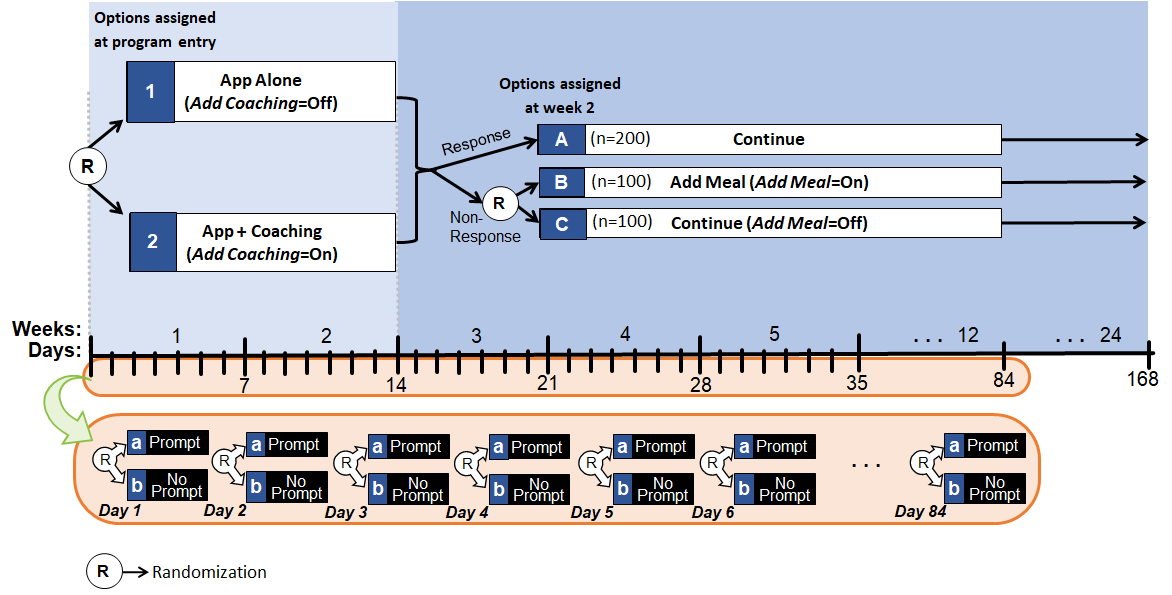 Options assigned
at program entry
1
App Alone
(Add Coaching=Off)
R
2
App + Coaching
(Add Coaching=On)
Options assigned
at week 2
Response
A
(n=200)
Continue
R
B
(n=100)
Add Meal (Add Meal=On)
Non-
Response
C
(n=100)
Continue (Add Meal=Off)
Weeks:
1
2
3
4
5
. . . 12
. . . 24
Days:
7
14
21
28
35
84
168
R
a Prompt
b No
Prompt
Day 1
R
a Prompt
b No
Prompt
Day 2
R
a Prompt
b No
Prompt
Day 3
R
a Prompt
b No
Prompt
Day 4
R
a Prompt
b No
Prompt
Day 5
R
a Prompt
b No
Prompt
Day 6
. . .
R
a Prompt
b No
Prompt
Day 84
R Randomization